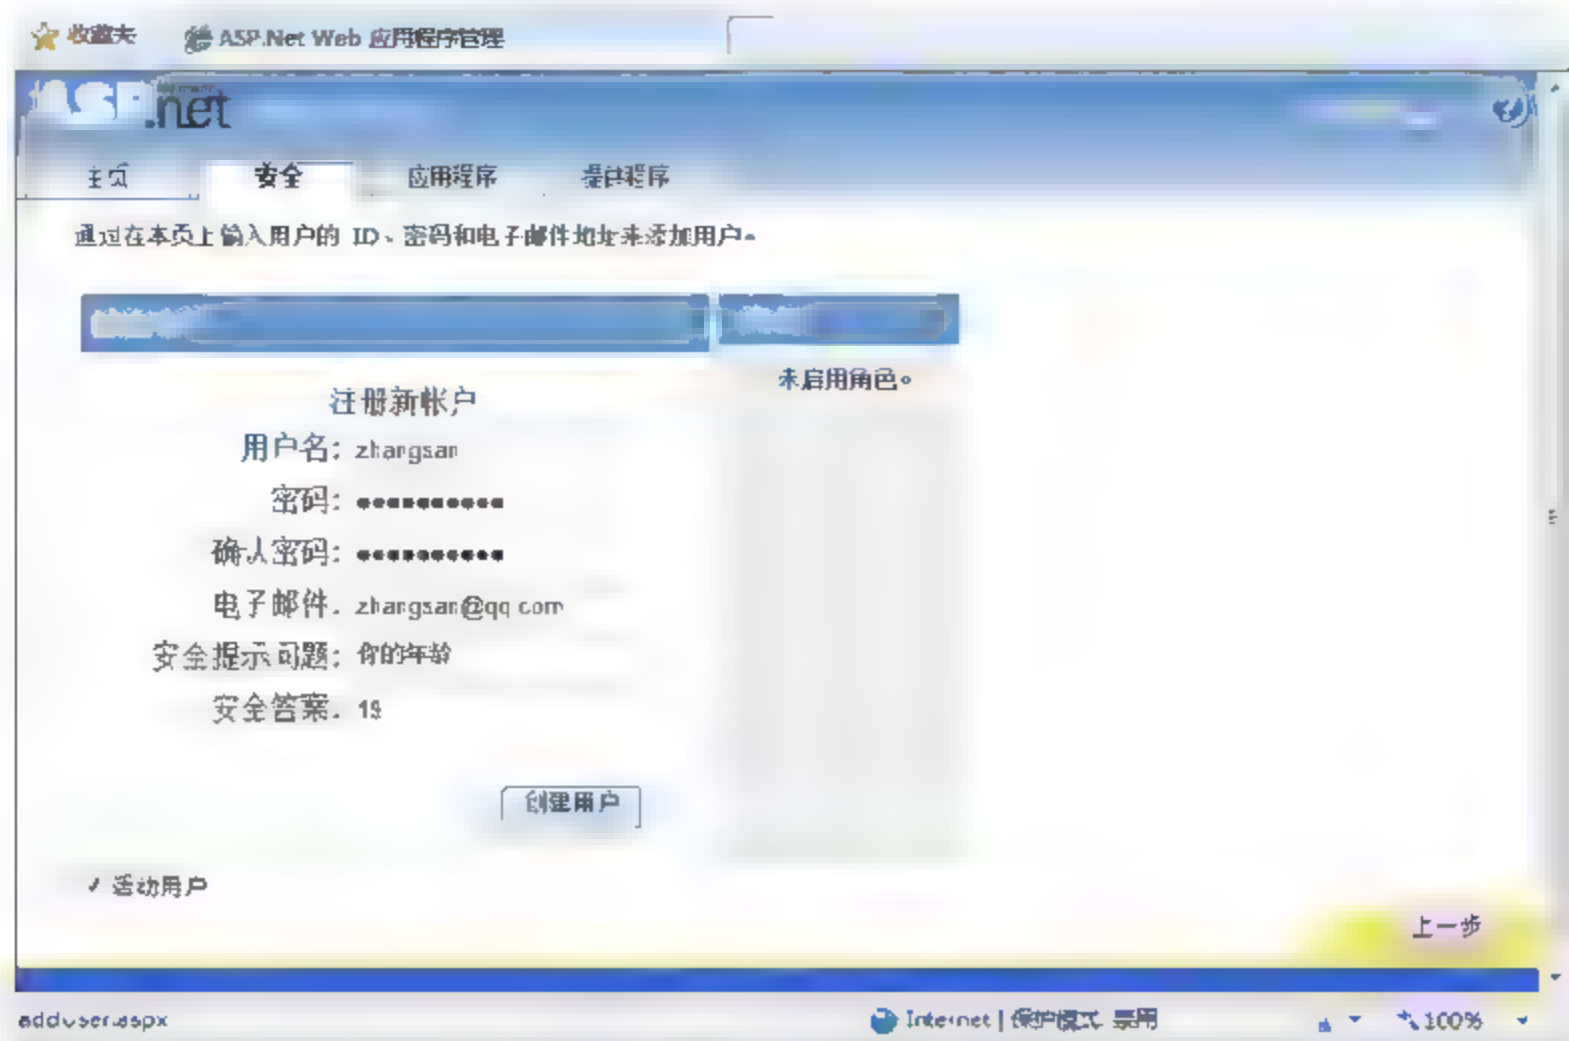 收藏夹 ASP.Net Web 应用程序管理
ASP.net
主页 安全 应用程序 提供程序
通过在本页上输入用户的 ID、密码和电子邮件地址来添加用户。
未启用角色。
注册新帐户
用户名: zhangsan
密码: ●●●●●●●●●●
确认密码: ●●●●●●●●●●
电子邮件: zhangsan@qq.com
安全提示问题: 你的年龄
安全答案: 19
创建用户
✓ 活动用户
上一步
adduser.aspx Internet | 保护模式: 禁用 100%